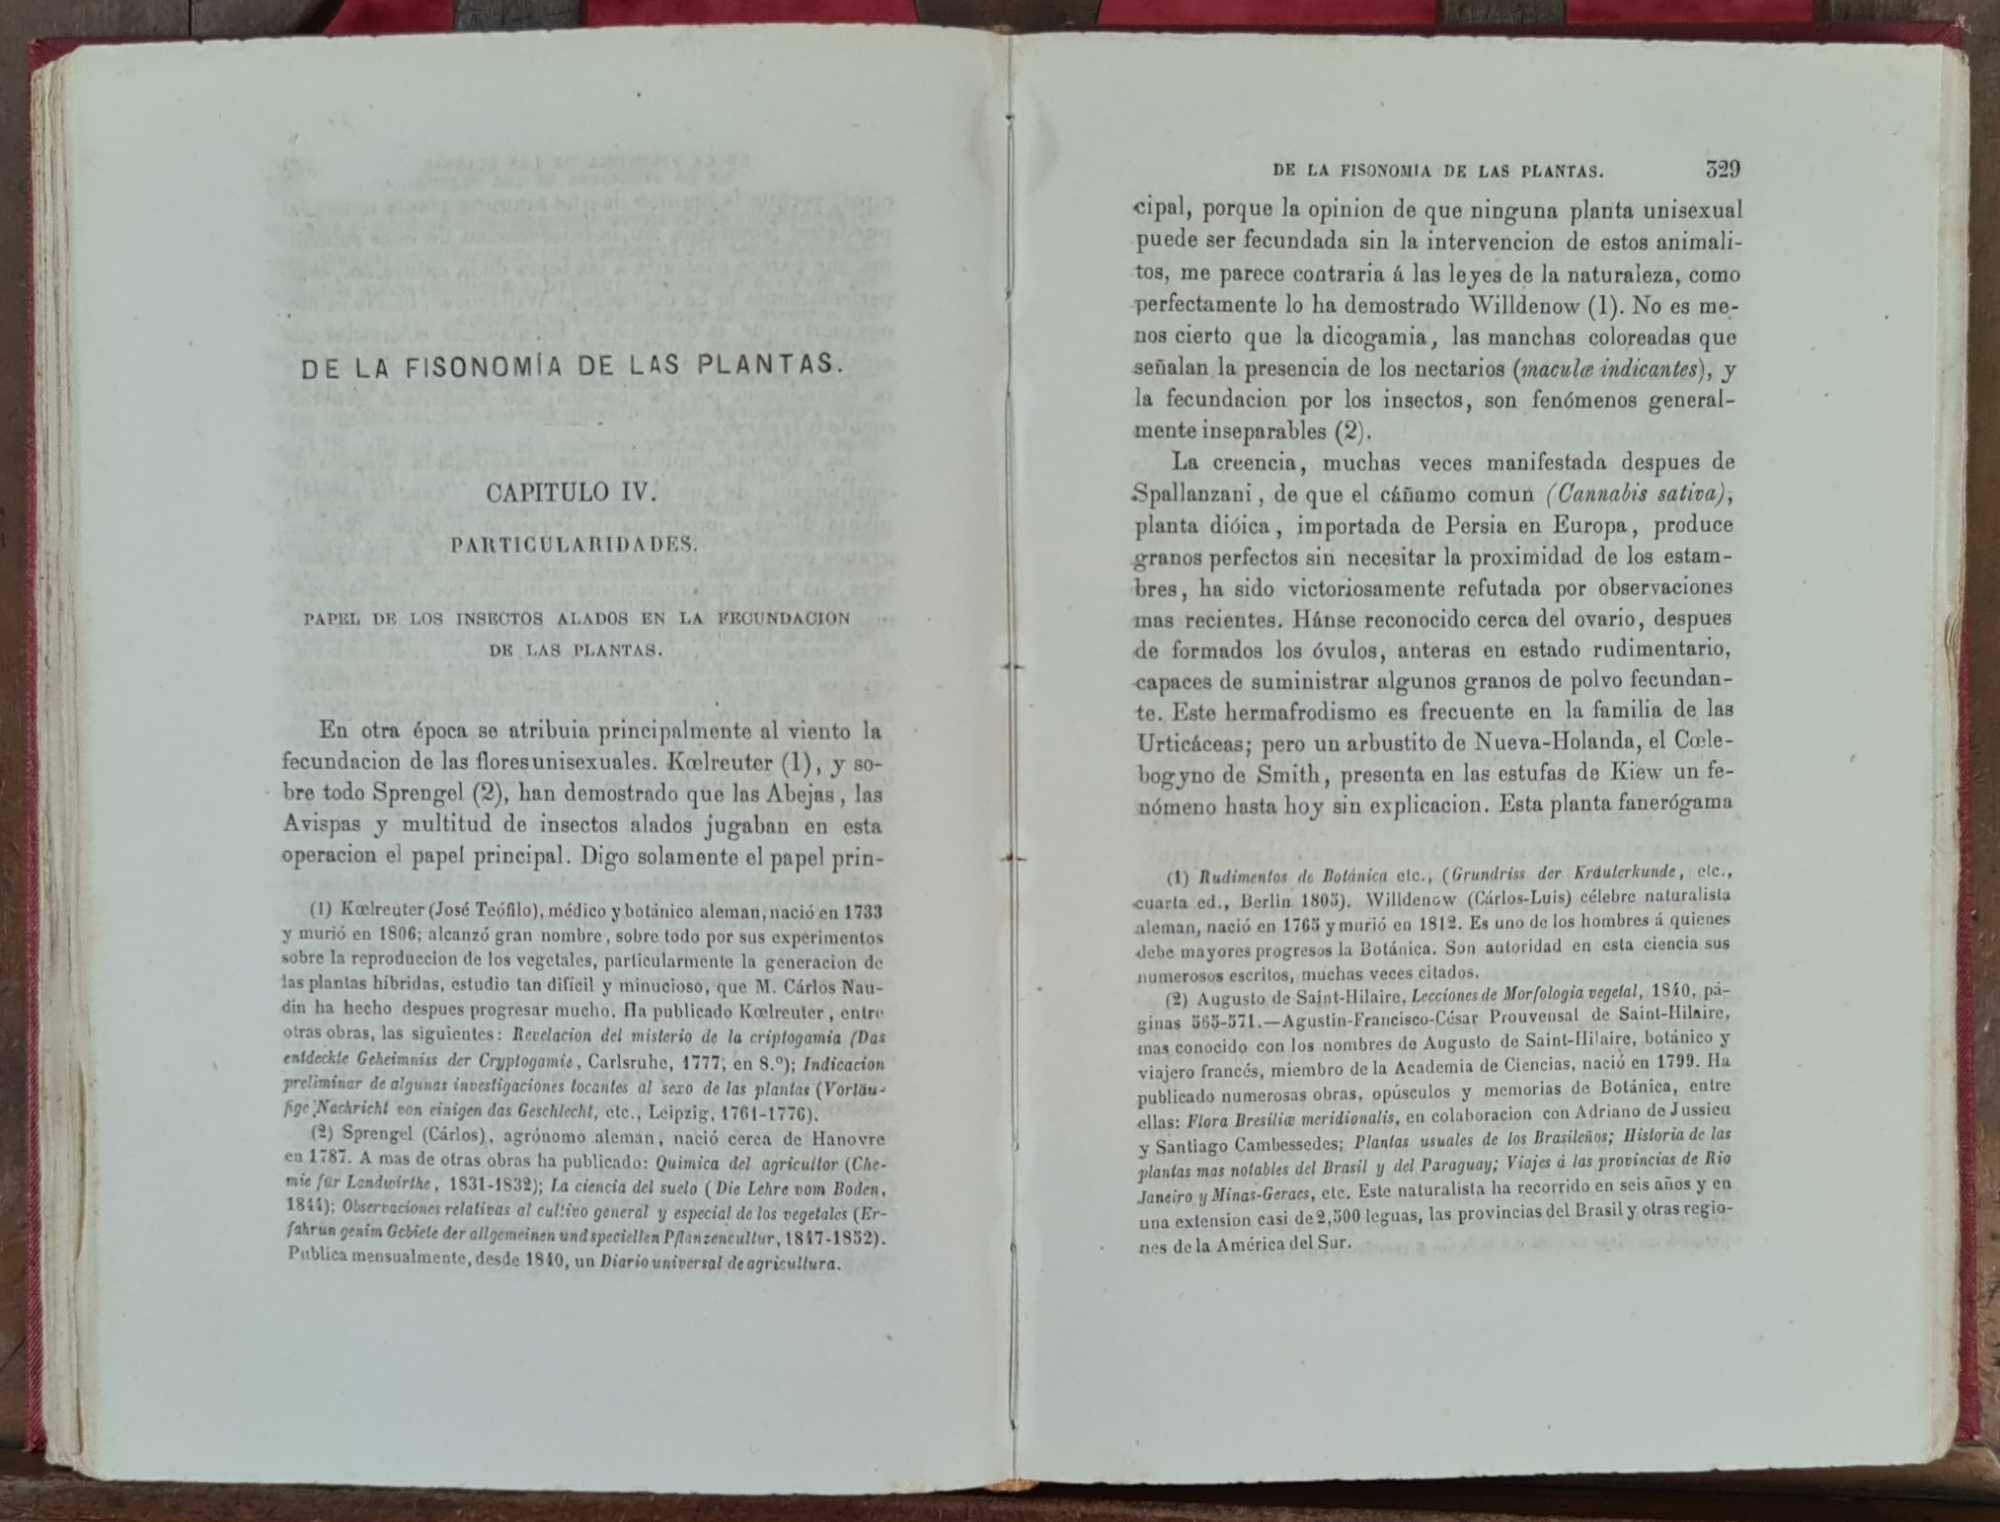 DE LA FISONOMÍA DE LAS PLANTAS.
CAPITULO IV.
PARTICULARIDADES.
PAPEL DE LOS INSECTOS ALADOS EN LA FECUNDACION
DE LAS PLANTAS.
En otra época se atribuia principalmente al viento la
fecundacion de las flores unisexuales. Kœlreuter (1), y so-
bre todo Sprengel (2), han demostrado que las Abejas, las
Avispas y multitud de insectos alados jugaban en esta
operacion el papel principal. Digo solamente el papel prin-
(1) Kœlreuter (José Teófilo), médico y botánico aleman, nació en 1733
y murió en 1806; alcanzó gran nombre, sobre todo por sus experimentos
sobre la reproduccion de los vegetales, particularmente la generacion de
las plantas híbridas, estudio tan difícil y minucioso, que M. Cárlos Nau-
din ha hecho despues progresar mucho. Ha publicado Kœlreuter, entre
otras obras, las siguientes: Revelacion del misterio de la criptogamia (Das
entdeckte Geheimniss der Cryptogamie, Carlsruhe, 1777, en 8.º); Indicacion
preliminar de algunas investigaciones tocantes al sexo de las plantas (Vorläu-
fige Nachricht von einigen das Geschlecht, etc., Leipzig, 1761-1776).
(2) Sprengel (Cárlos), agrónomo aleman, nació cerca de Hanovre
en 1787. A mas de otras obras ha publicado: Quimica del agricultor (Che-
mie für Landwirthe, 1831-1832); La ciencia del suelo (Die Lehre vom Boden,
1844); Observaciones relativas al cultivo general y especial de los vegetales (Er-
fahrun genim Gebiete der allgemeinen und speciellen Pflanzencultur, 1847-1852).
Publica mensualmente, desde 1840, un Diario universal de agricultura.
DE LA FISONOMIA DE LAS PLANTAS. 329
cipal, porque la opinion de que ninguna planta unisexual
puede ser fecundada sin la intervencion de estos animali-
tos, me parece contraria á las leyes de la naturaleza, como
perfectamente lo ha demostrado Willdenow (1). No es me-
nos cierto que la dicogamia, las manchas coloreadas que
señalan la presencia de los nectarios (maculæ indicantes), y
la fecundacion por los insectos, son fenómenos general-
mente inseparables (2).
La creencia, muchas veces manifestada despues de
Spallanzani, de que el cáñamo comun (Cannabis sativa),
planta dióica, importada de Persia en Europa, produce
granos perfectos sin necesitar la proximidad de los estam-
bres, ha sido victoriosamente refutada por observaciones
mas recientes. Hánse reconocido cerca del ovario, despues
de formados los óvulos, anteras en estado rudimentario,
capaces de suministrar algunos granos de polvo fecundan-
te. Este hermafrodismo es frecuente en la familia de las
Urticáceas; pero un arbustito de Nueva-Holanda, el Cœle-
bogyno de Smith, presenta en las estufas de Kiew un fe-
nómeno hasta hoy sin explicacion. Esta planta fanerógama
(1) Rudimentos de Botánica etc., (Grundriss der Kräuterkunde, etc.,
cuarta ed., Berlin 1805). Willdenow (Cárlos-Luis) célebre naturalista
aleman, nació en 1765 y murió en 1812. Es uno de los hombres á quienes
debe mayores progresos la Botánica. Son autoridad en esta ciencia sus
numerosos escritos, muchas veces citados.
(2) Augusto de Saint-Hilaire, Lecciones de Morfologia vegetal, 1840, pá-
ginas 565-571.—Agustin-Francisco-César Prouvensal de Saint-Hilaire,
mas conocido con los nombres de Augusto de Saint-Hilaire, botánico y
viajero francés, miembro de la Academia de Ciencias, nació en 1799. Ha
publicado numerosas obras, opúsculos y memorias de Botánica, entre
ellas: Flora Bresiliæ meridionalis, en colaboracion con Adriano de Jussieu
y Santiago Cambessedes; Plantas usuales de los Brasileños; Historia de las
plantas mas notables del Brasil y del Paraguay; Viajes á las provincias de Rio
Janeiro y Minas-Geraes, etc. Este naturalista ha recorrido en seis años y en
una extension casi de 2,500 leguas, las provincias del Brasil y otras regio-
nes de la América del Sur.